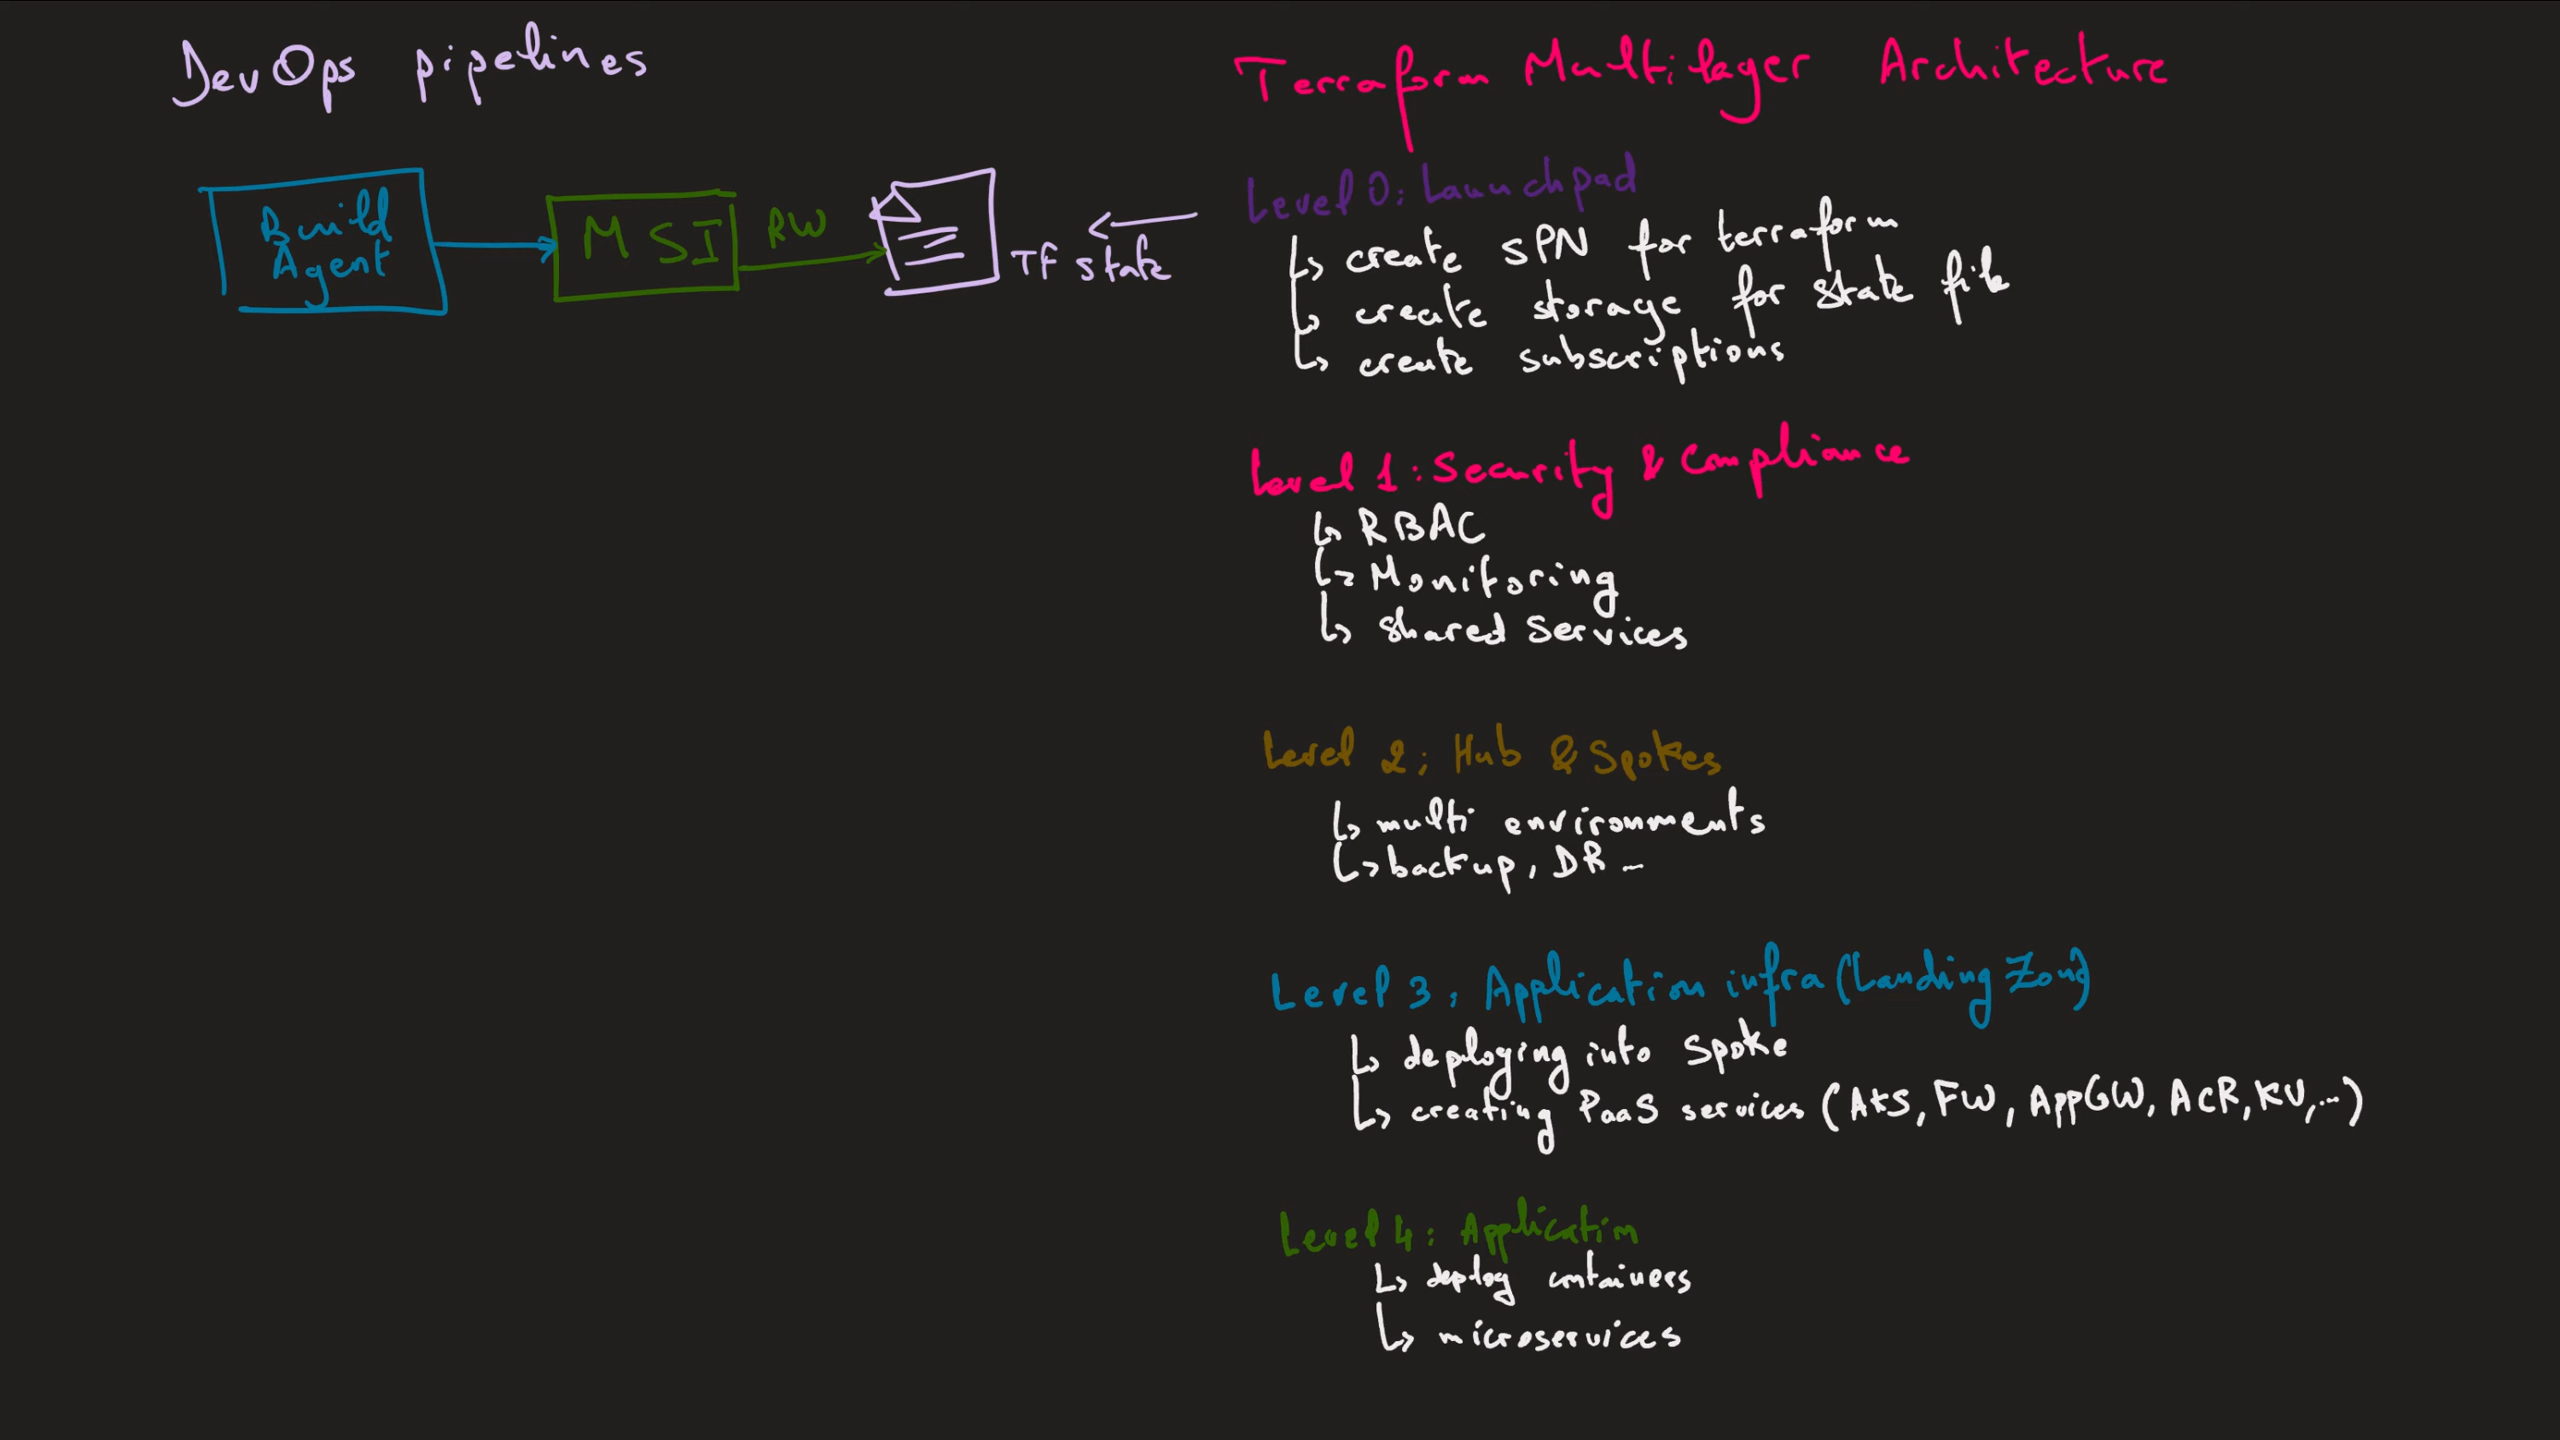 DevOps pipelines
Build
Agent
MSI
RW
TF state
Terraform Multilayer Architecture
Level 0: Launchpad
create SPN for terraform
create storage for state file
create subscriptions
Level 1: Security & Compliance
RBAC
Monitoring
shared services
Level 2: Hub & Spokes
multi environments
backup, DR ...
Level 3: Application infra (Landing Zone)
deploying into Spoke
creating PaaS services (AKS, FW, AppGW, ACR, KV, ...)
Level 4: Application
deploy containers
microservices